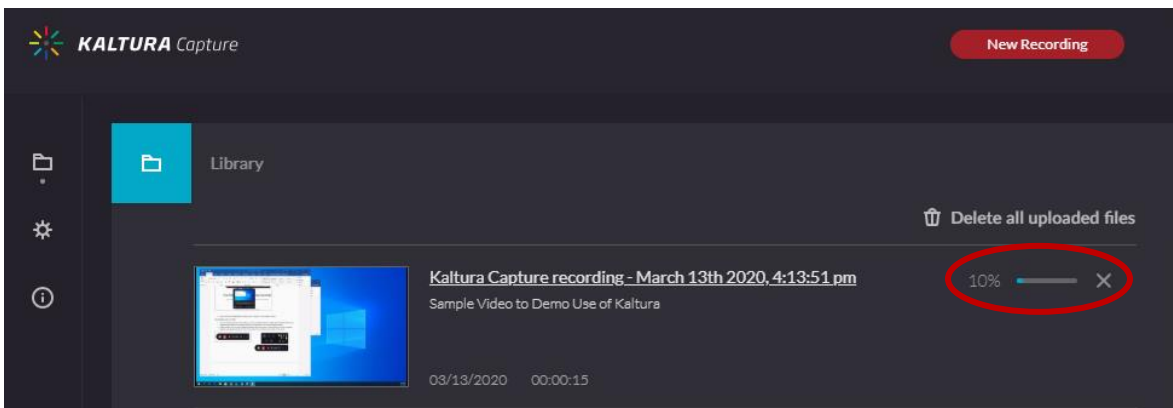 KALTURA Capture
New Recording
Library
Delete all uploaded files
Kaltura Capture recording - March 13th 2020, 4:13:51 pm
10%
Sample Video to Demo Use of Kaltura
03/13/2020 00:00:15